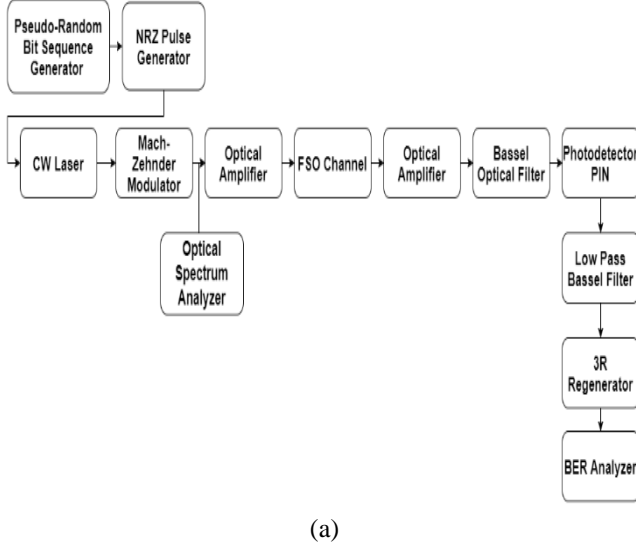 Pseudo-Random
Bit Sequence
Generator
NRZ Pulse
Generator
CW Laser
Mach-
Zehnder
Modulator
Optical
Amplifier
FSO Channel
Optical
Amplifier
Bassel
Optical Filter
Photodetector
PIN
Optical
Spectrum
Analyzer
Low Pass
Bassel Filter
3R
Regenerator
BER Analyzer
(a)